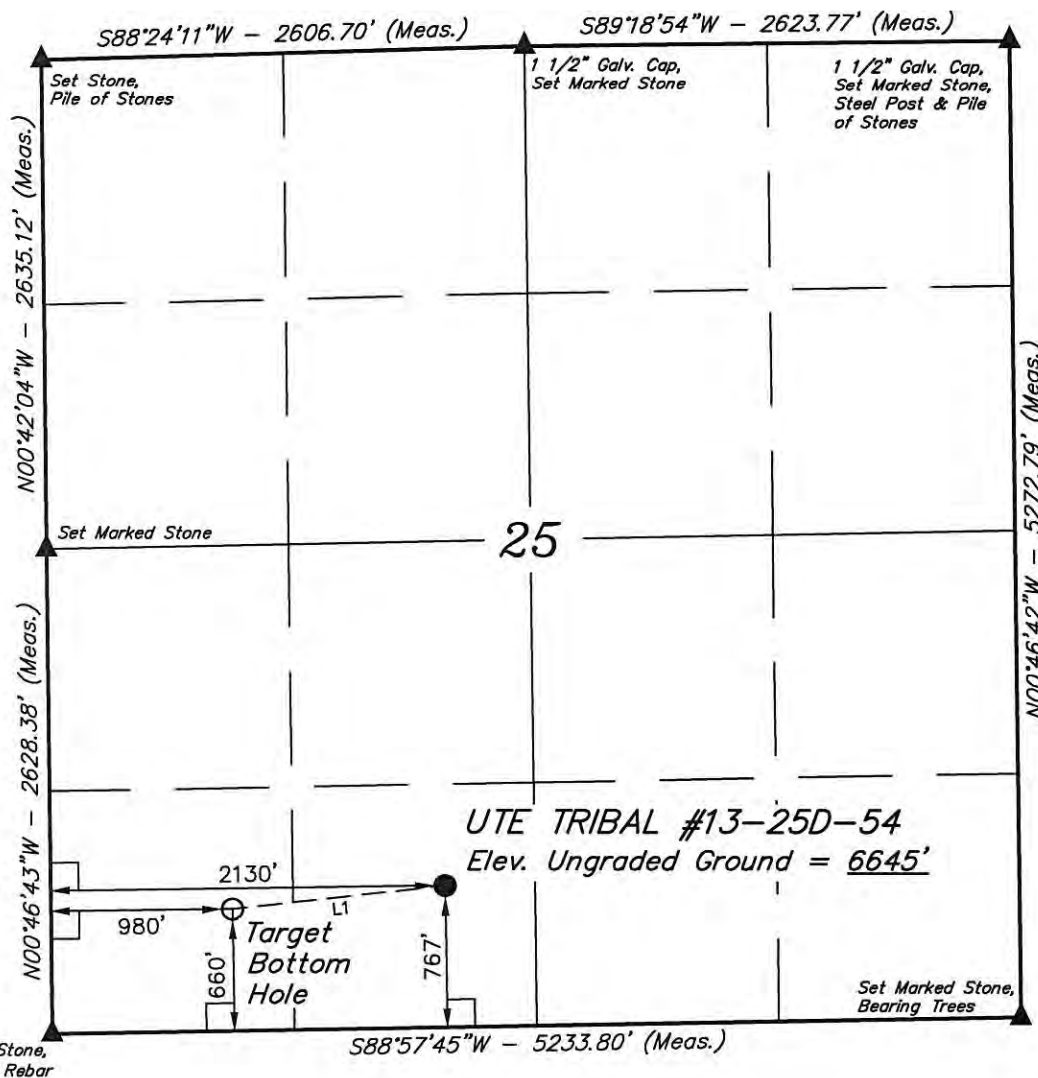 S88°24'11"W - 2606.70' (Meas.)
S89°18'54"W - 2623.77' (Meas.)
Set Stone,
Pile of Stones
1 1/2" Galv. Cap,
Set Marked Stone
1 1/2" Galv. Cap,
Set Marked Stone,
Steel Post & Pile
of Stones
N00°42'04"W - 2635.12' (Meas.)
Set Marked Stone
25
N00°46'42"W - 5272.79' (Meas.)
N00°46'43"W - 2628.38' (Meas.)
UTE TRIBAL #13-25D-54
Elev. Ungraded Ground = 6645'
2130'
L1
980'
Target
Bottom
Hole
660'
767'
Set Marked Stone,
Bearing Trees
S88°57'45"W - 5233.80' (Meas.)
Stone,
Rebar